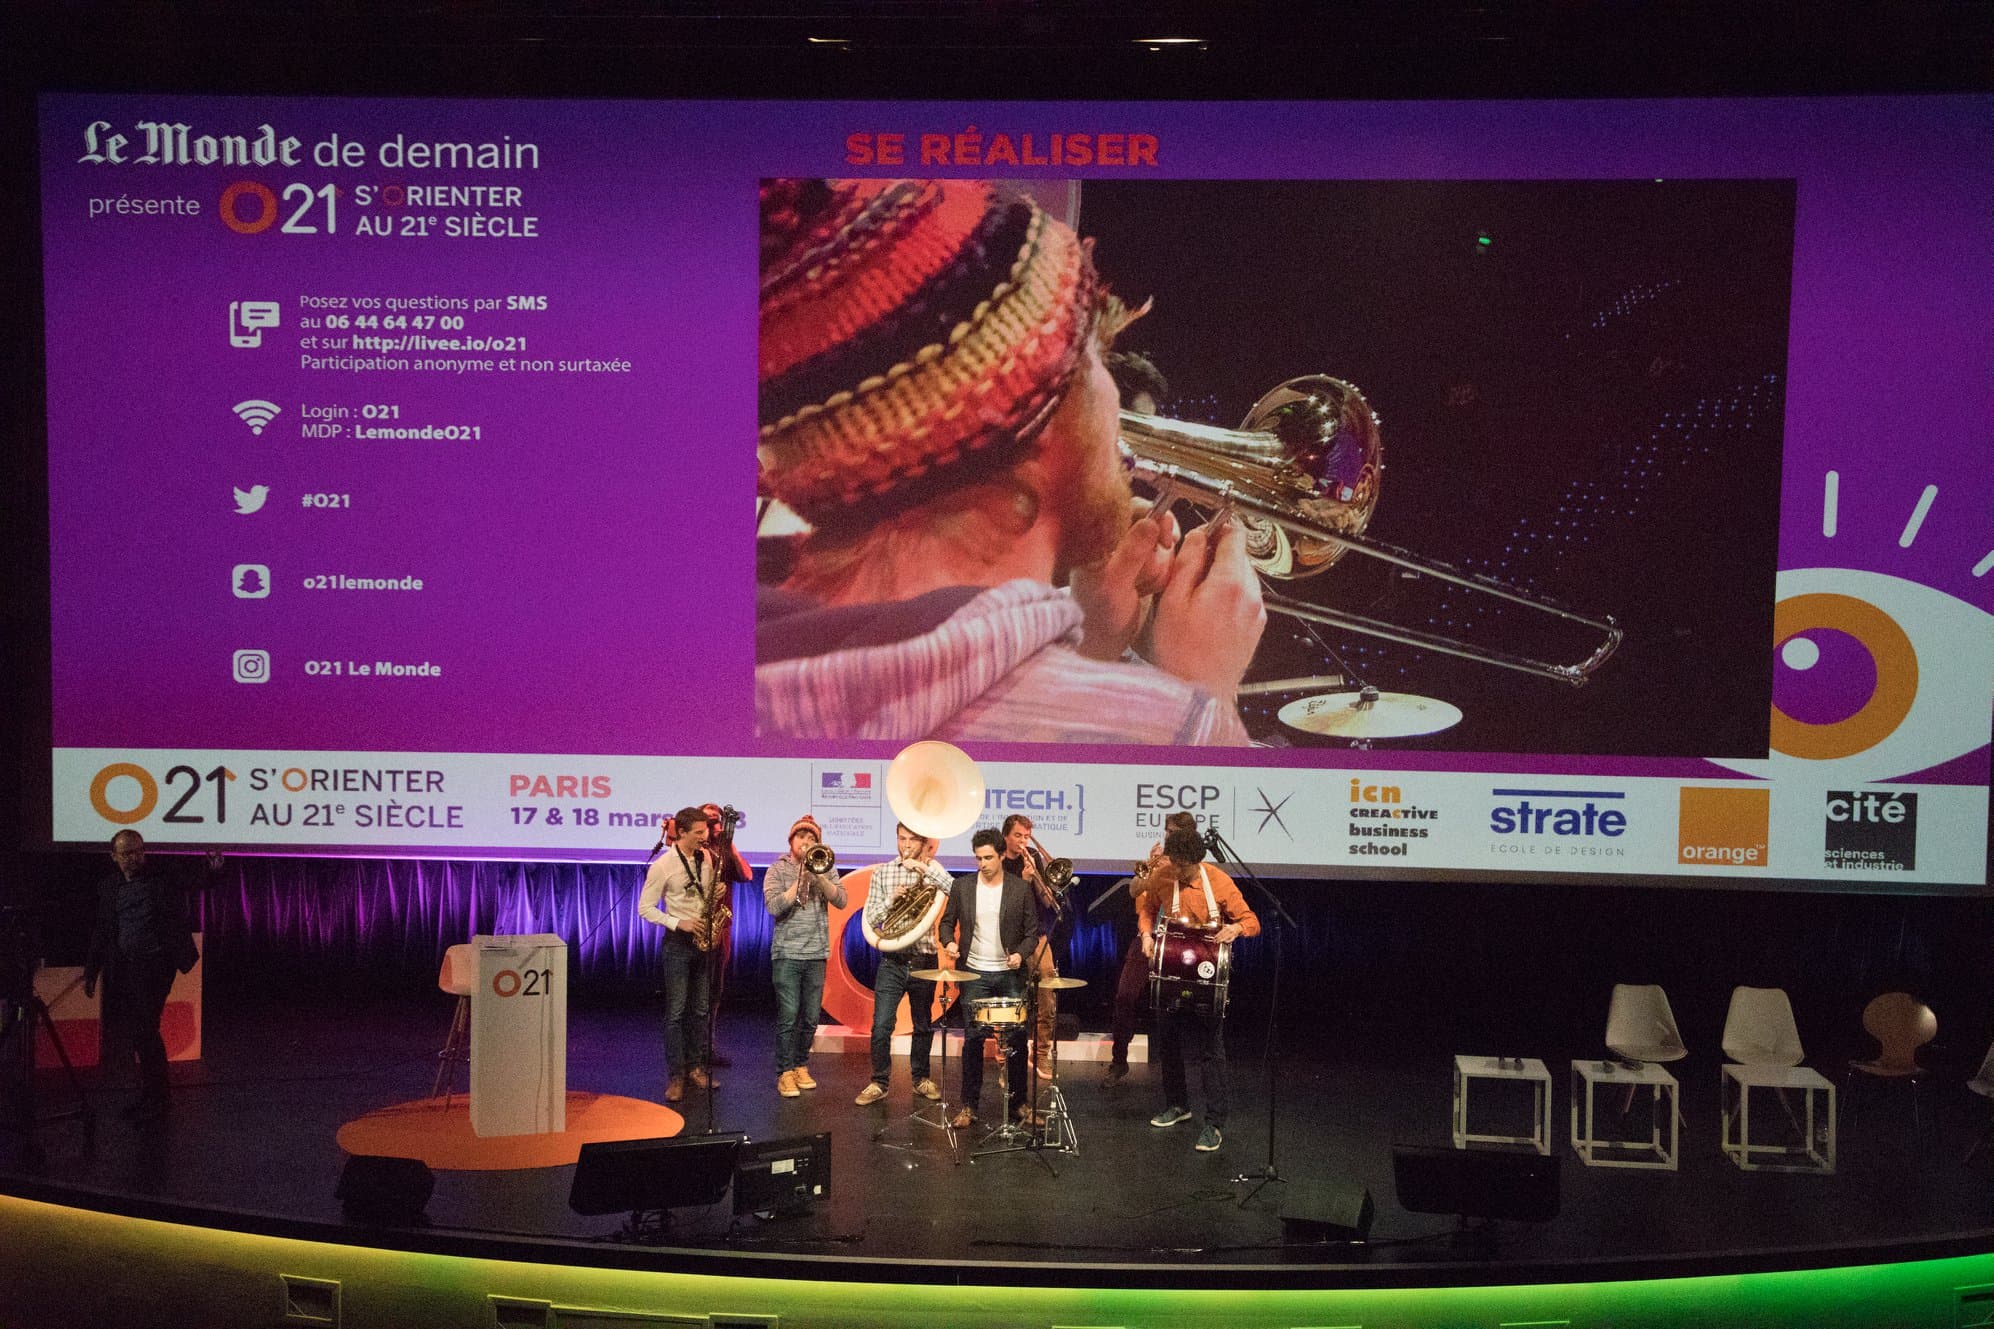 Le Monde de demain
présente O21 S'ORIENTER
AU 21e SIÈCLE
SE RÉALISER
Posez vos questions par SMS
au 06 44 64 47 00
et sur http://livee.io/o21
Participation anonyme et non surtaxée
Login : O21
MDP : LemondeO21
#O21
o21lemonde
O21 Le Monde
O21 S'ORIENTER
AU 21e SIÈCLE
PARIS
17 & 18 mars
ITECH.}
ESCP
EUROPE
icn
CREACTIVE
business
school
strate
ECOLE DE DESIGN
orange™
cité
sciences
et industrie
O21